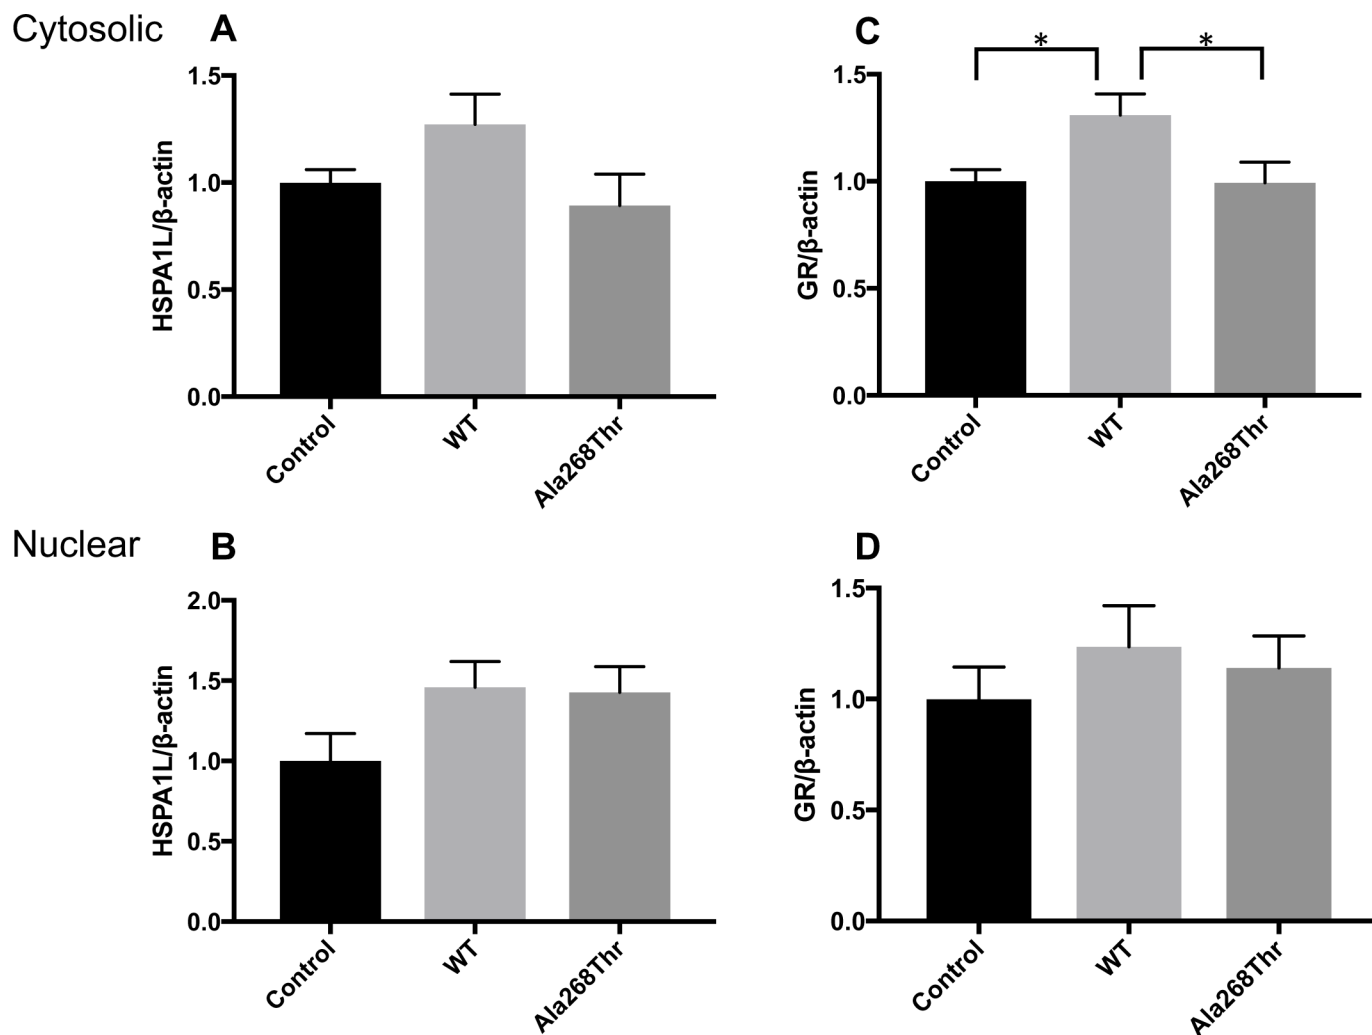 Cytosolic
A
1.5
1.0
0.5
0.0
HSPA1L/β-actin
Control
WT
Ala268Thr
C
*
*
1.5
1.0
0.5
0.0
GR/β-actin
Control
WT
Ala268Thr
Nuclear
B
2.0
1.5
1.0
0.5
0.0
HSPA1L/β-actin
Control
WT
Ala268Thr
D
1.5
1.0
0.5
0.0
GR/β-actin
Control
WT
Ala268Thr